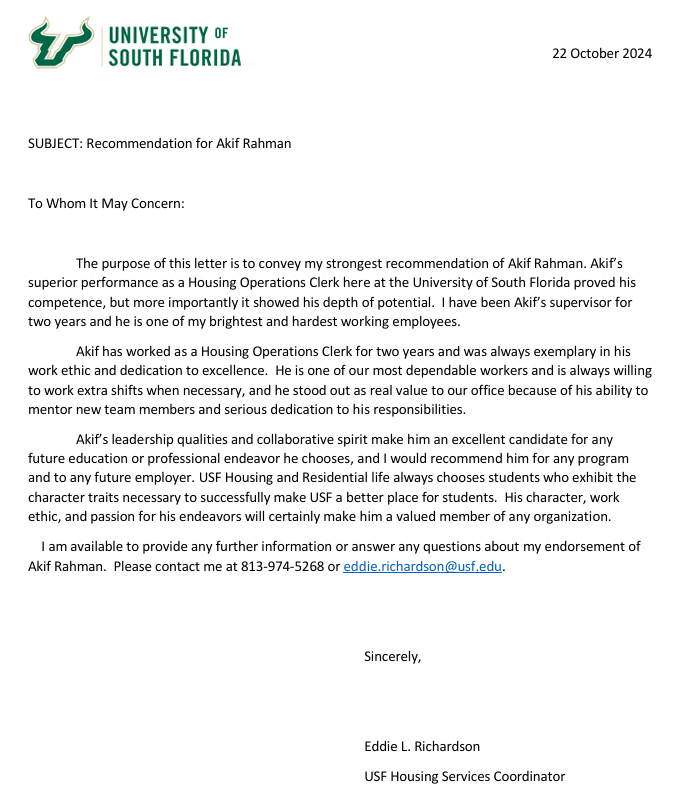 UNIVERSITY OF
SOUTH FLORIDA
22 October 2024
SUBJECT: Recommendation for Akif Rahman
To Whom It May Concern:
The purpose of this letter is to convey my strongest recommendation of Akif Rahman. Akif’s
superior performance as a Housing Operations Clerk here at the University of South Florida proved his
competence, but more importantly it showed his depth of potential.  I have been Akif’s supervisor for
two years and he is one of my brightest and hardest working employees.
Akif has worked as a Housing Operations Clerk for two years and was always exemplary in his
work ethic and dedication to excellence.  He is one of our most dependable workers and is always willing
to work extra shifts when necessary, and he stood out as real value to our office because of his ability to
mentor new team members and serious dedication to his responsibilities.
Akif’s leadership qualities and collaborative spirit make him an excellent candidate for any
future education or professional endeavor he chooses, and I would recommend him for any program
and to any future employer. USF Housing and Residential life always chooses students who exhibit the
character traits necessary to successfully make USF a better place for students.  His character, work
ethic, and passion for his endeavors will certainly make him a valued member of any organization.
I am available to provide any further information or answer any questions about my endorsement of
Akif Rahman.  Please contact me at 813-974-5268 or eddie.richardson@usf.edu.
Sincerely,
Eddie L. Richardson
USF Housing Services Coordinator